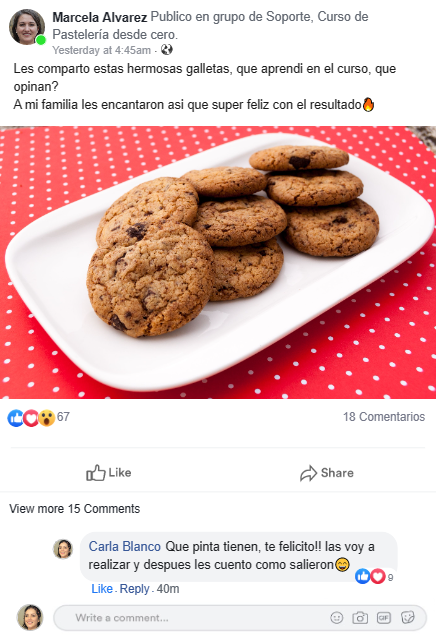 Marcela Alvarez Publico en grupo de Soporte, Curso de
Pastelería desde cero.
Yesterday at 4:45am ·
Les comparto estas hermosas galletas, que aprendi en el curso, que
opinan?
A mi familia les encantaron asi que super feliz con el resultado🔥
67
18 Comentarios
Like
Share
View more 15 Comments
Carla Blanco Que pinta tienen, te felicito!! las voy a
realizar y despues les cuento como salieron😄
9
Like · Reply · 40m
Write a comment...
GIF